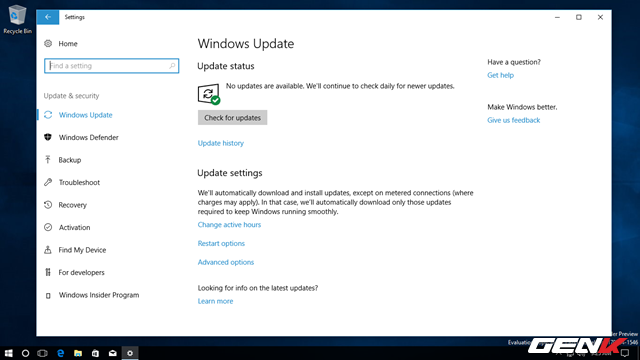 Recycle Bin
Settings
Home
Find a setting
Update & security
Windows Update
Windows Defender
Backup
Troubleshoot
Recovery
Activation
Find My Device
For developers
Windows Insider Program
Windows Update
Update status
No updates are available. We'll continue to check daily for newer updates.
Check for updates
Update history
Update settings
We'll automatically download and install updates, except on metered connections (where
charges may apply). In that case, we'll automatically download only those updates
required to keep Windows running smoothly.
Change active hours
Restart options
Advanced options
Looking for info on the latest updates?
Learn more
Have a question?
Get help
Make Windows better.
Give us feedback
Preview
-1546
GENK